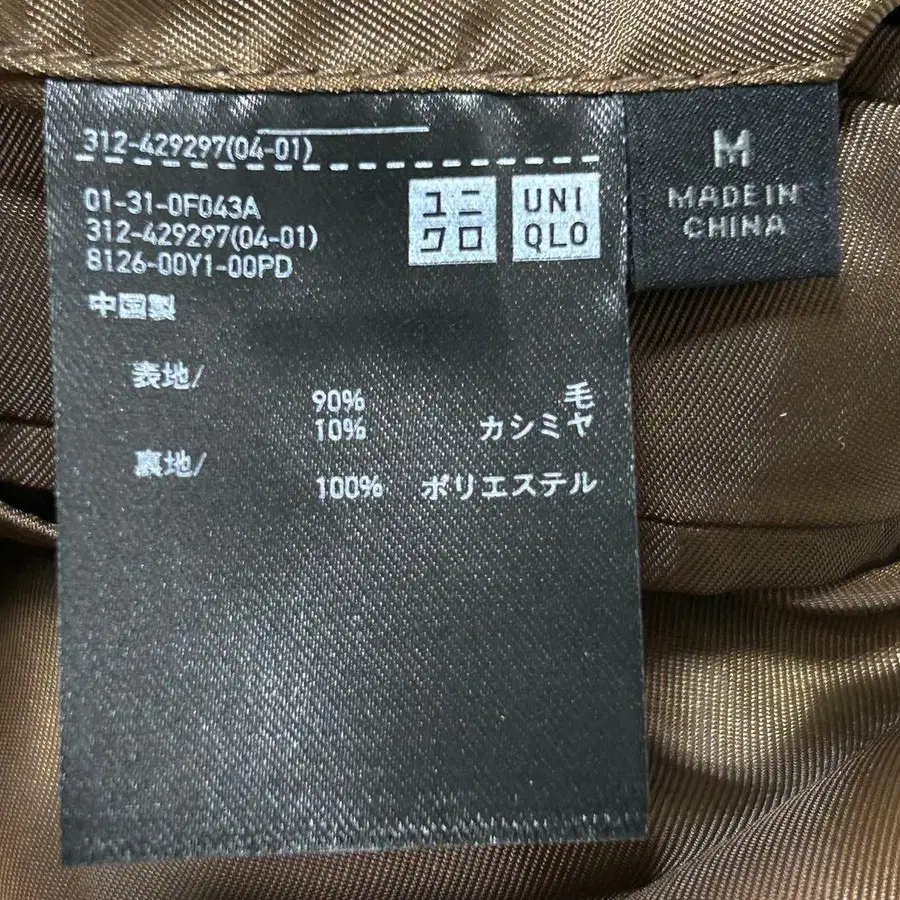 312-429297(04-01)
01-31-0F043A
312-429297(04-01)
8126-00Y1-00PD
ユニ
クロ
UNI
QLO
中国製
表地/
90% 毛
10% カシミヤ
裏地/
100% ポリエステル
M
MADE IN
CHINA